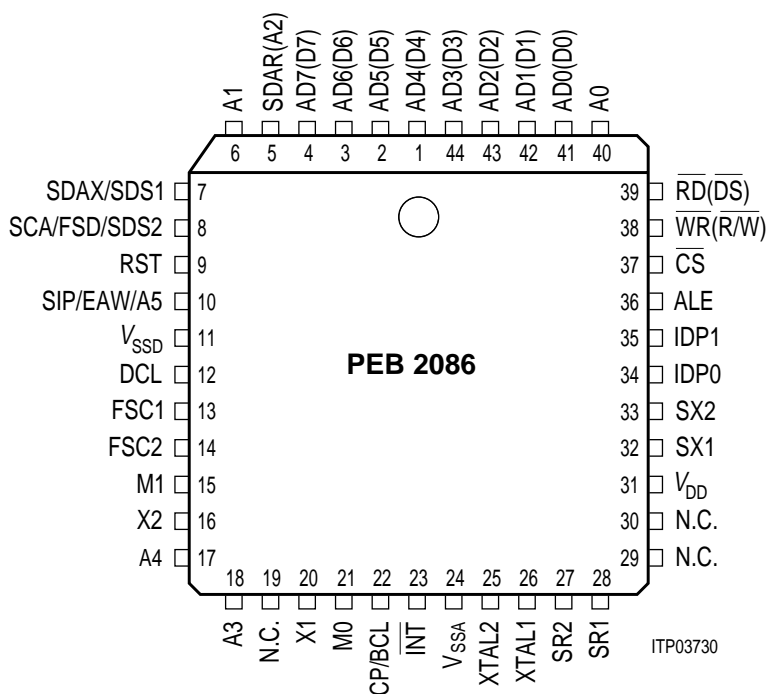 A1
SDAR(A2)
AD7(D7)
AD6(D6)
AD5(D5)
AD4(D4)
AD3(D3)
AD2(D2)
AD1(D1)
AD0(D0)
A0
6 5 4 3 2 1 44 43 42 41 40
SDAX/SDS1 7
SCA/FSD/SDS2 8
RST 9
SIP/EAW/A5 10
VSSD 11
DCL 12
FSC1 13
FSC2 14
M1 15
X2 16
A4 17
PEB 2086
39 RD(DS)
38 WR(R/W)
37 CS
36 ALE
35 IDP1
34 IDP0
33 SX2
32 SX1
31 VDD
30 N.C.
29 N.C.
18 19 20 21 22 23 24 25 26 27 28
A3
N.C.
X1
M0
CP/BCL
INT
VSSA
XTAL2
XTAL1
SR2
SR1
ITP03730